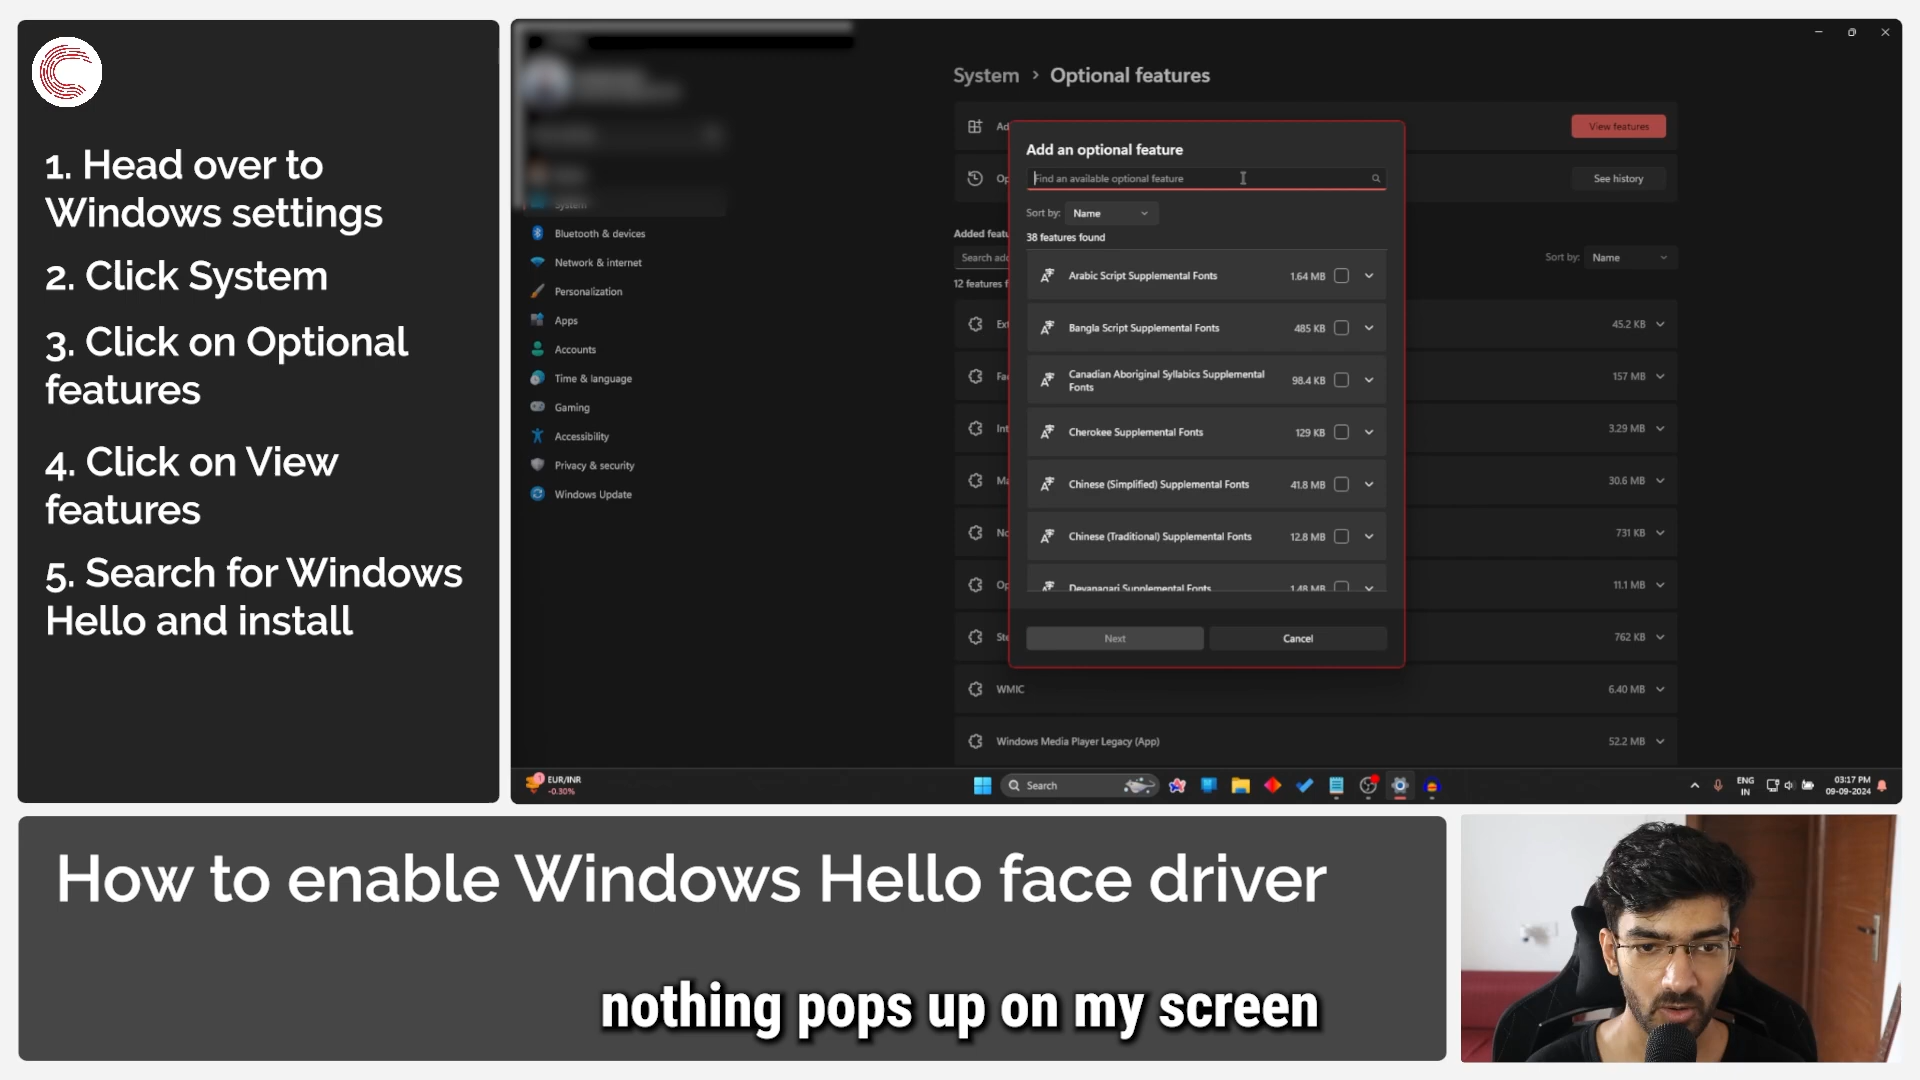 1. Head over to
Windows settings
2. Click System
3. Click on Optional
features
4. Click on View
features
5. Search for Windows
Hello and install
System
Bluetooth & devices
Network & internet
Personalization
Apps
Accounts
Time & language
Gaming
Accessibility
Privacy & security
Windows Update
System > Optional features
View features
See history
Added featu
12 features f
Sort by: Name
45.2 KB
157 MB
3.29 MB
30.6 MB
731 KB
11.1 MB
762 KB
WMIC 6.40 MB
Windows Media Player Legacy (App) 52.2 MB
Add an optional feature
Find an available optional feature
Sort by: Name
38 features found
Arabic Script Supplemental Fonts 1.64 MB
Bangla Script Supplemental Fonts 485 KB
Canadian Aboriginal Syllabics Supplemental
Fonts 98.4 KB
Cherokee Supplemental Fonts 129 KB
Chinese (Simplified) Supplemental Fonts 41.8 MB
Chinese (Traditional) Supplemental Fonts 12.8 MB
Devanagari Supplemental Fonts 1.48 MB
Next
Cancel
EUR/INR
-0.30%
Search
ENG
IN
03:17 PM
09-09-2024
How to enable Windows Hello face driver
nothing pops up on my screen